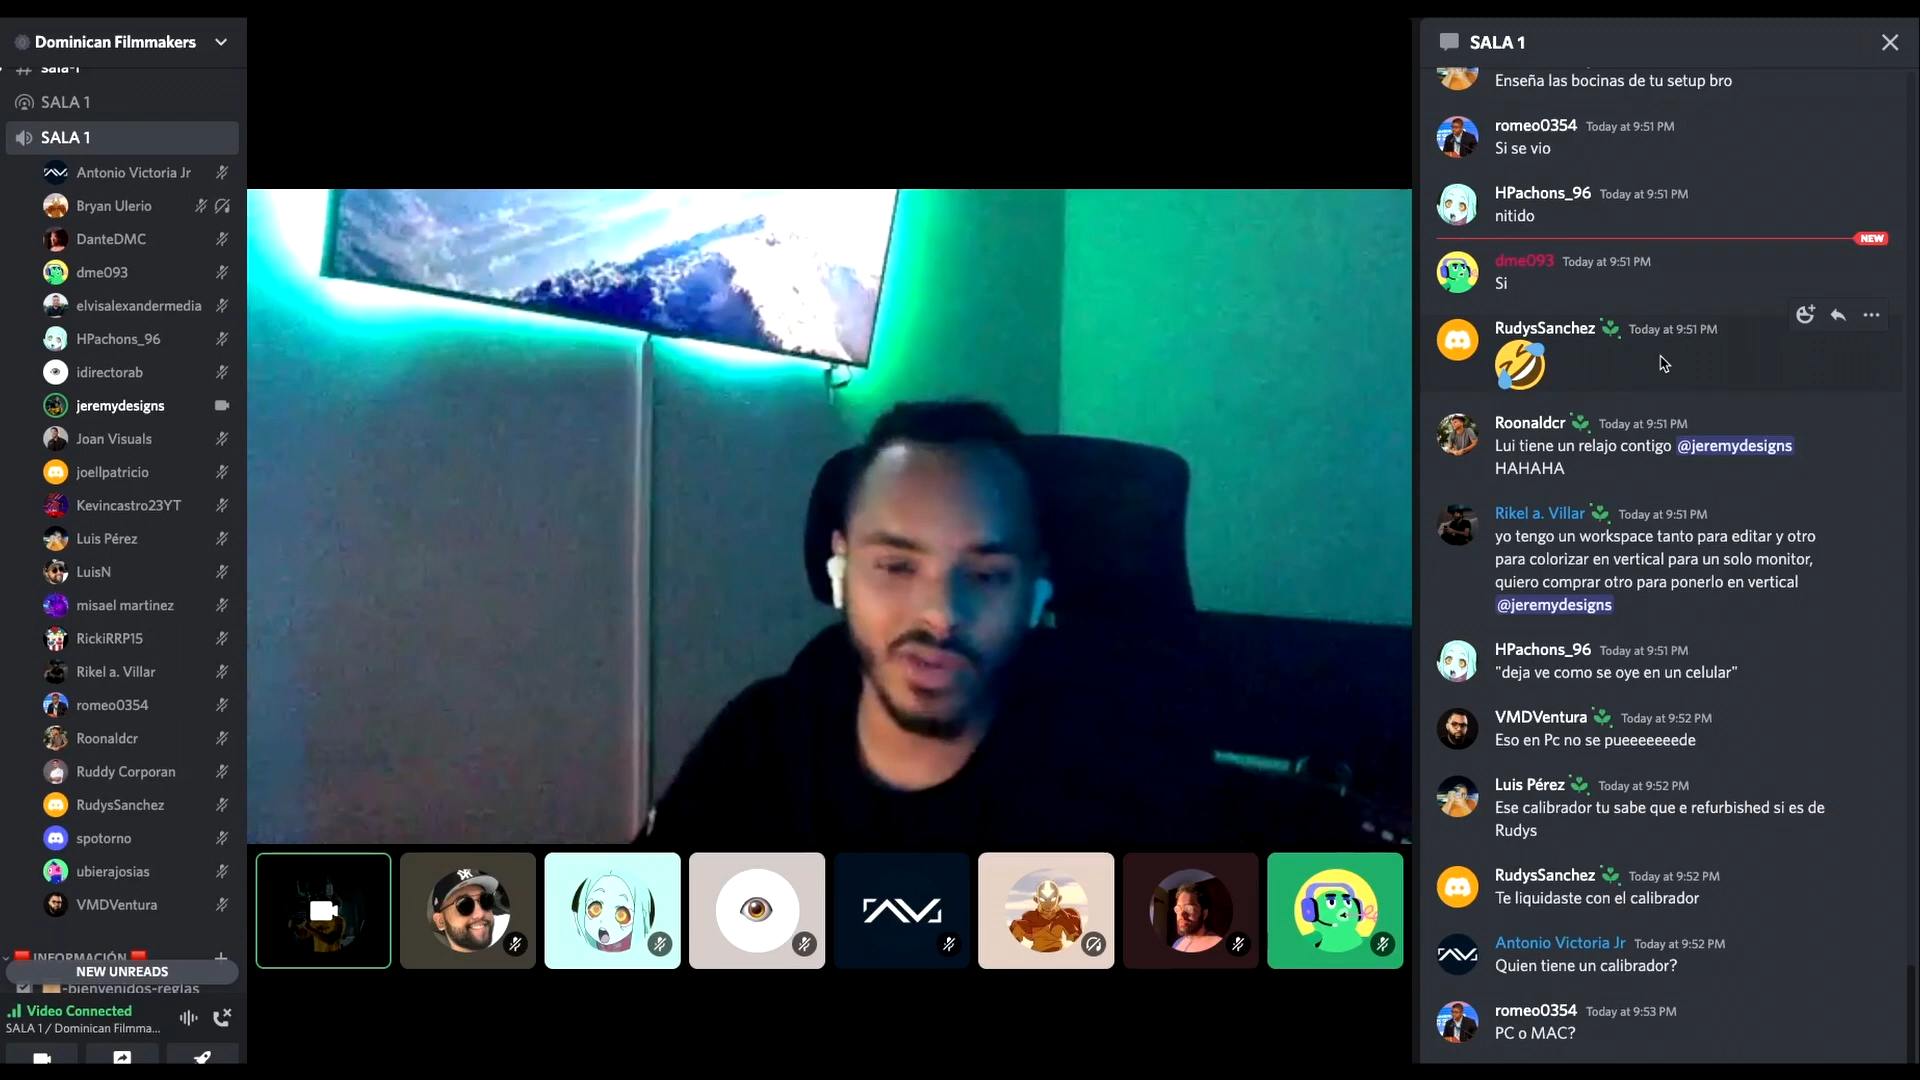 Dominican Filmmakers
sala-1
SALA 1
SALA 1
Antonio Victoria Jr
Bryan Ulerio
DanteDMC
dme093
elvisalexandermedia
HPachons_96
idirectorab
jeremydesigns
Joan Visuals
joellpatricio
Kevincastro23YT
Luis Pérez
LuisN
misael martinez
RickiRRP15
Rikel a. Villar
romeo0354
Roonaldcr
Ruddy Corporan
RudysSanchez
spotorno
ubierajosias
VMDVentura
INFORMACIÓN
NEW UNREADS
-bienvenidos-reglas
Video Connected
SALA 1 / Dominican Filmma...
SALA 1
Enseña las bocinas de tu setup bro
romeo0354 Today at 9:51 PM
Si se vio
HPachons_96 Today at 9:51 PM
nitido
NEW
dme093 Today at 9:51 PM
Si
RudysSanchez Today at 9:51 PM
Roonaldcr Today at 9:51 PM
Lui tiene un relajo contigo @jeremydesigns
HAHAHA
Rikel a. Villar Today at 9:51 PM
yo tengo un workspace tanto para editar y otro
para colorizar en vertical para un solo monitor,
quiero comprar otro para ponerlo en vertical
@jeremydesigns
HPachons_96 Today at 9:51 PM
"deja ve como se oye en un celular"
VMDVentura Today at 9:52 PM
Eso en Pc no se pueeeeeede
Luis Pérez Today at 9:52 PM
Ese calibrador tu sabe que e refurbished si es de
Rudys
RudysSanchez Today at 9:52 PM
Te liquidaste con el calibrador
Antonio Victoria Jr Today at 9:52 PM
Quien tiene un calibrador?
romeo0354 Today at 9:53 PM
PC o MAC?